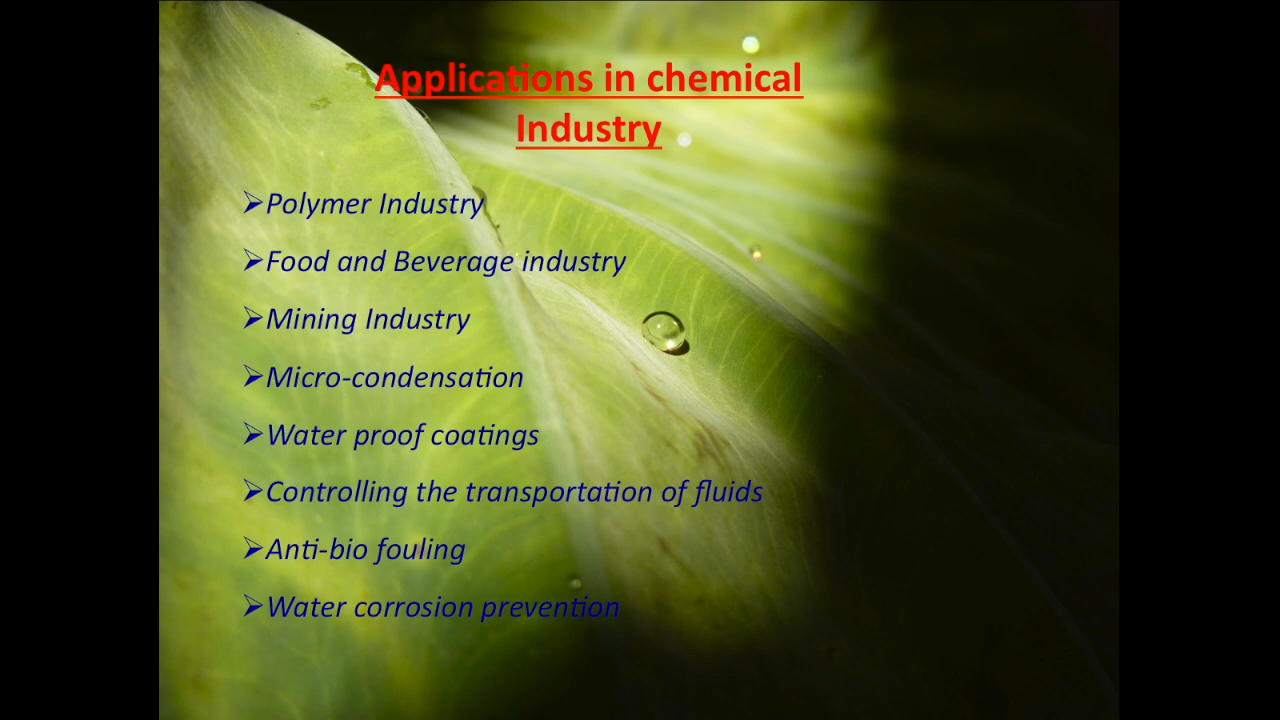 Applications in chemical
Industry
➢Polymer Industry
➢Food and Beverage industry
➢Mining Industry
➢Micro-condensation
➢Water proof coatings
➢Controlling the transportation of fluids
➢Anti-bio fouling
➢Water corrosion prevention